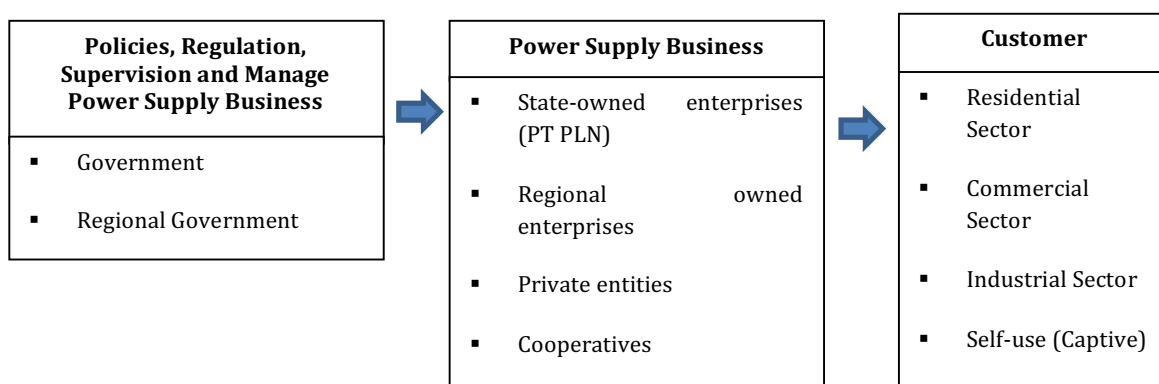 Policies, Regulation,
Supervision and Manage
Power Supply Business
▪ Government
▪ Regional Government
Power Supply Business
▪ State-owned enterprises
(PT PLN)
▪ Regional owned
enterprises
▪ Private entities
▪ Cooperatives
Customer
▪ Residential
Sector
▪ Commercial
Sector
▪ Industrial Sector
▪ Self-use (Captive)